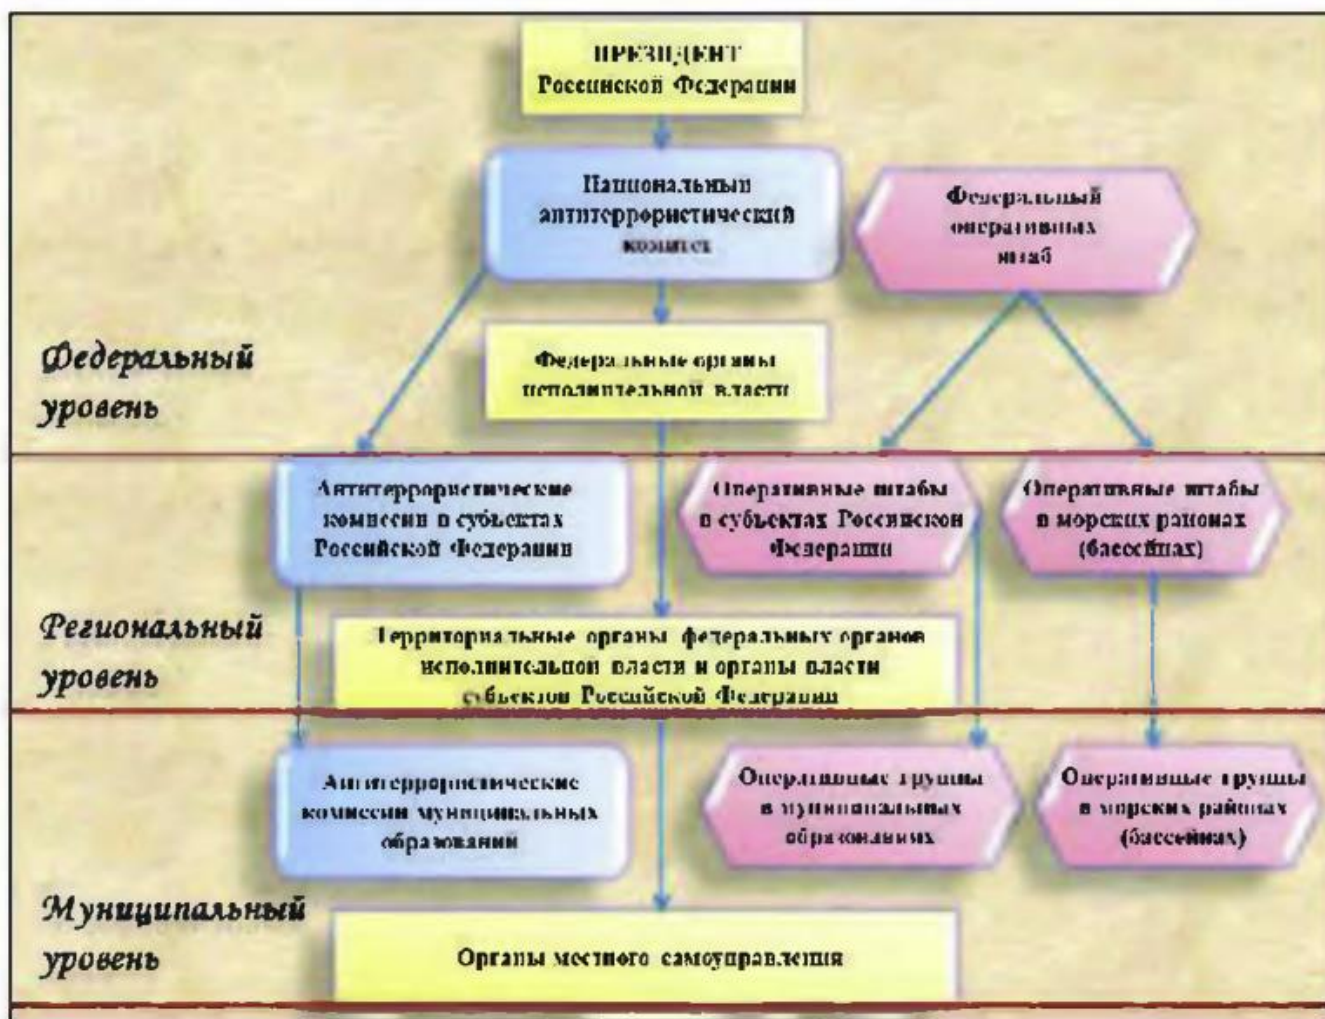 ПРЕЗИДЕНТ
Российской Федерации
Национальный
антитеррористический
комитет
Федеральный
оперативных
штаб
Федеральный
уровень
Федеральные органы
исполнительной власти
Антитеррористические
комиссии в субъектах
Российской Федерации
Оперативные штабы
в субъектах Российской
Федерации
Оперативные штабы
в морских районах
(бассейнах)
Региональный
уровень
Территориальные органы федеральных органов
исполнительной власти и органы власти
субъектов Российской Федерации
Антитеррористические
комиссии муниципальных
образований
Оперативные группы
в муниципальных
образованиях
Оперативные группы
в морских районах
(бассейнах)
Муниципальный
уровень
Органы местного самоуправления